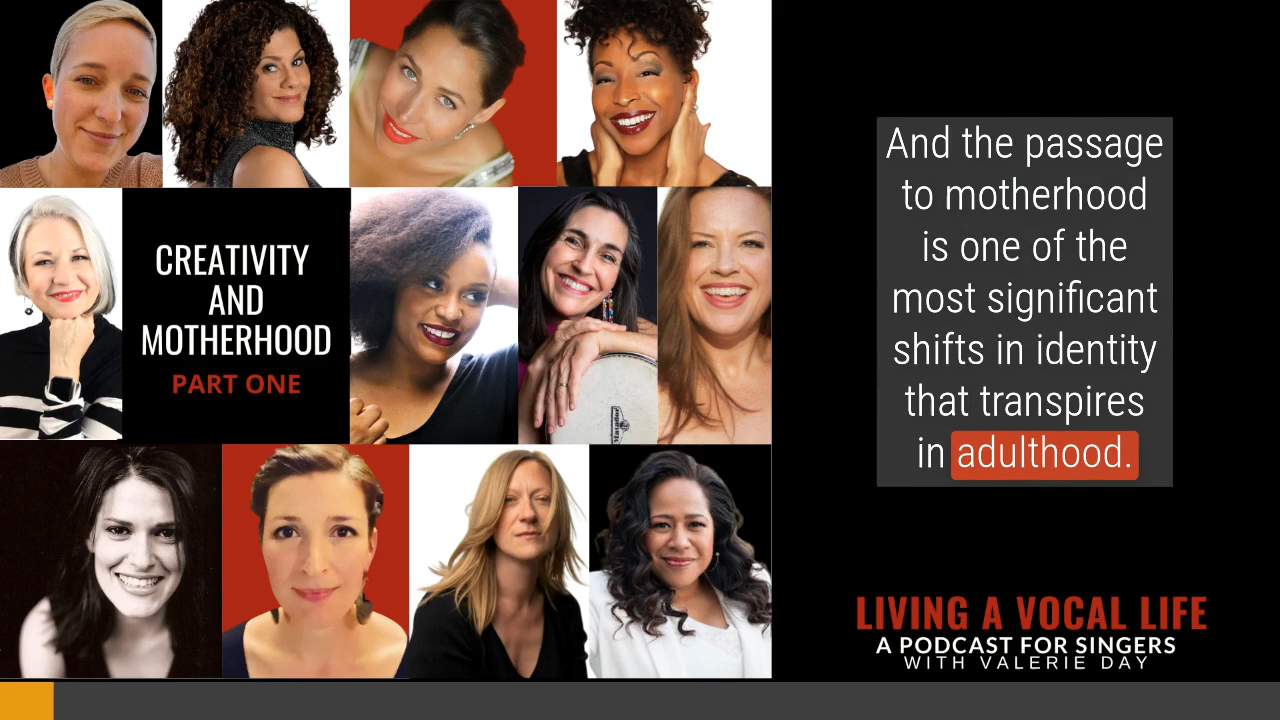 CREATIVITY
AND
MOTHERHOOD
PART ONE
And the passage
to motherhood
is one of the
most significant
shifts in identity
that transpires
in adulthood.
LIVING A VOCAL LIFE
A PODCAST FOR SINGERS
WITH VALERIE DAY
Matador